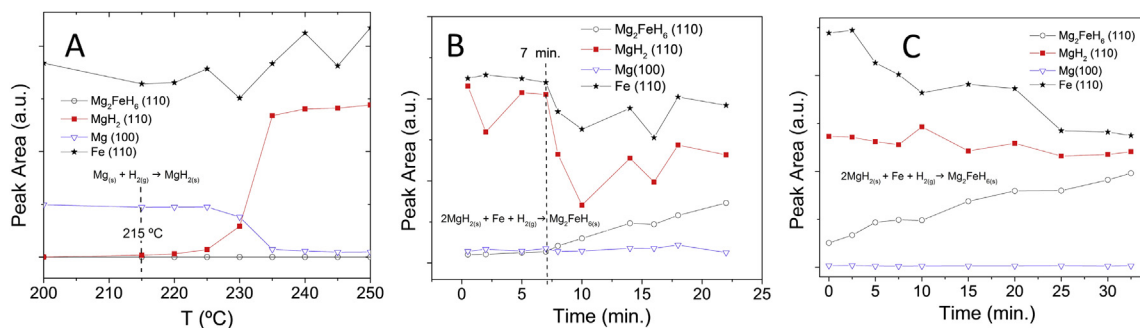 A
Peak Area (a.u.)
Mg₂FeH₆ (110)
MgH₂ (110)
Mg (100)
Fe (110)
Mg₍ₛ₎ + H₂₍g₎ → MgH₂₍ₛ₎
215 ºC
200 210 220 230 240 250
T (ºC)
B
7 min.
Peak Area (a.u.)
Mg₂FeH₆ (110)
MgH₂ (110)
Mg(100)
Fe (110)
2MgH₂₍ₛ₎ + Fe + H₂₍g₎→ Mg₂FeH₆₍ₛ₎
0 5 10 15 20 25
Time (min.)
C
Peak Area (a.u.)
Mg₂FeH₆ (110)
MgH₂ (110)
Mg(100)
Fe (110)
2MgH₂₍ₛ₎ + Fe + H₂₍g₎ → Mg₂FeH₆₍ₛ₎
0 5 10 15 20 25 30
Time (min.)